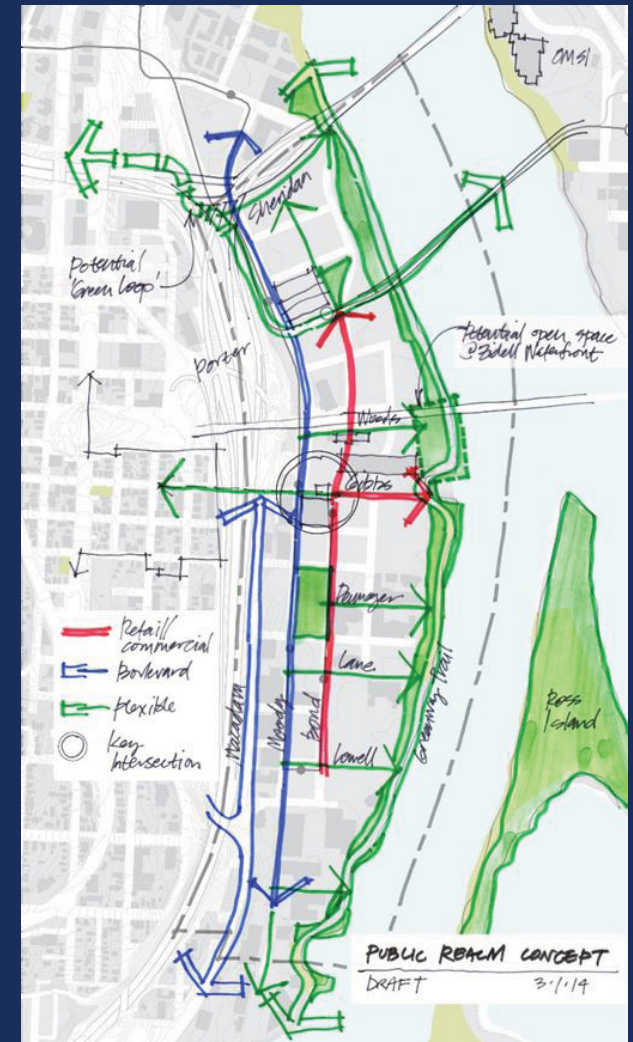 OMSI
Sheridan
Potential
'Green Loop'
Porter
Potential open space
@ Zidell Waterfront
Woods
Gibbs
Pennoyer
Lane
Lowell
Greenway Trail
Ross
Island
Macadam
Moody
Bond
Retail/
commercial
Boulevard
flexible
Key
Intersection
PUBLIC REALM CONCEPT
DRAFT 3.1.14